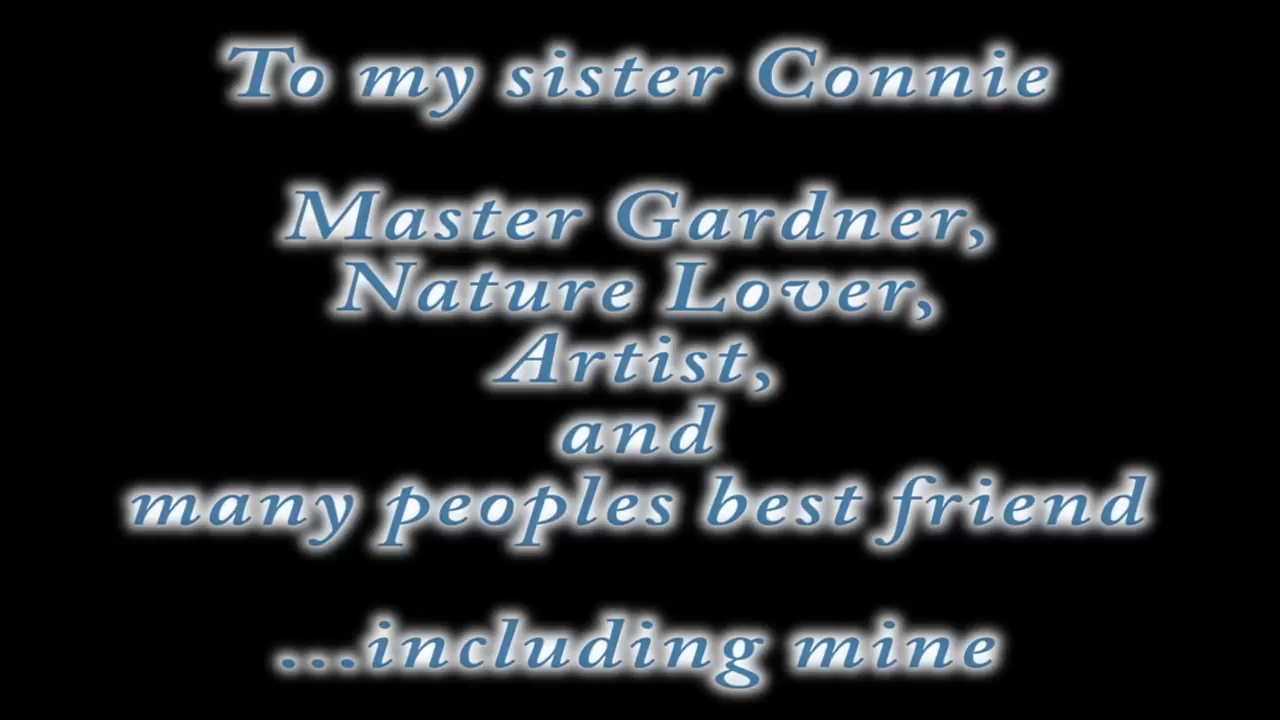 To my sister Connie
Master Gardner,
Nature Lover,
Artist,
and
many peoples best friend
...including mine